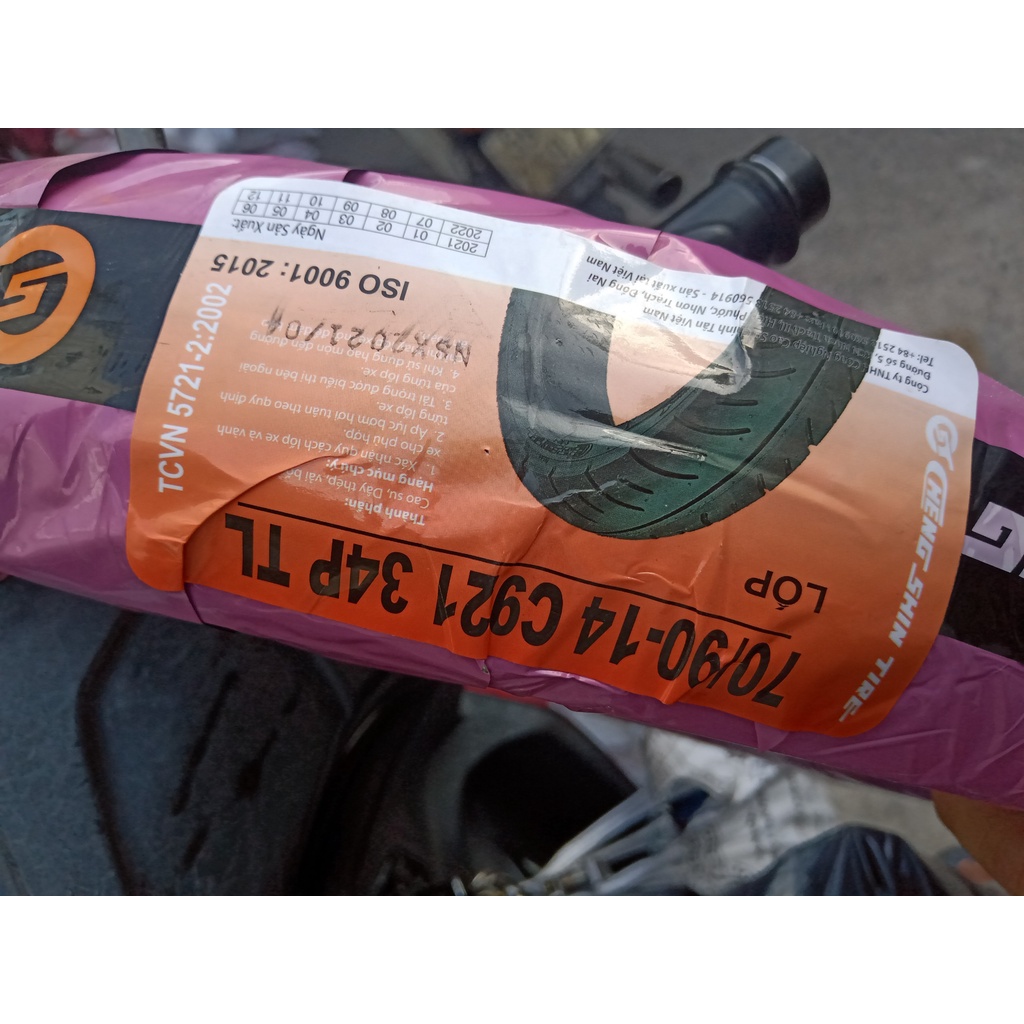 CHENG SHIN TIRE
LỐP
70/90-14 C921 34P TL
Thành phần:
Cao su, Dây thép, vải bố
Hạng mục chú ý:
1. Xác nhận quy cách lốp xe và vành
xe cho phù hợp.
2. Áp lực bơm hơi tuân theo quy định
từng lốp xe.
3. Tải trọng được biểu thị bên ngoài
của từng lốp xe.
4. Khi sử dụng hao mòn đến đường
NSX2021/04
TCVN 5721-2:2002
ISO 9001: 2015
Công ty TNHH
Đường số 5,
Tel: +84 251
560914 - Sản xuất tại Việt Nam
Phước, Nhơn Trạch, Đồng Nai
Tân Việt Nam
Ngày Sản Xuất
2021 01 02 03 04 05 06
2022 07 08 09 10 11 12